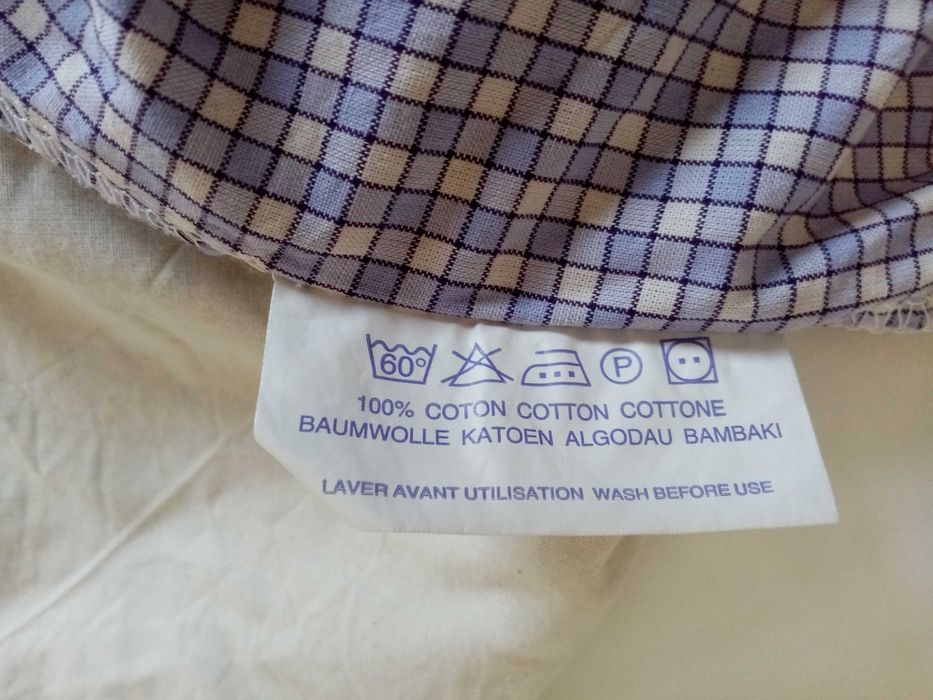 60°
P
100% COTON COTTON COTTONE
BAUMWOLLE KATOEN ALGODAU BAMBAKI
LAVER AVANT UTILISATION WASH BEFORE USE